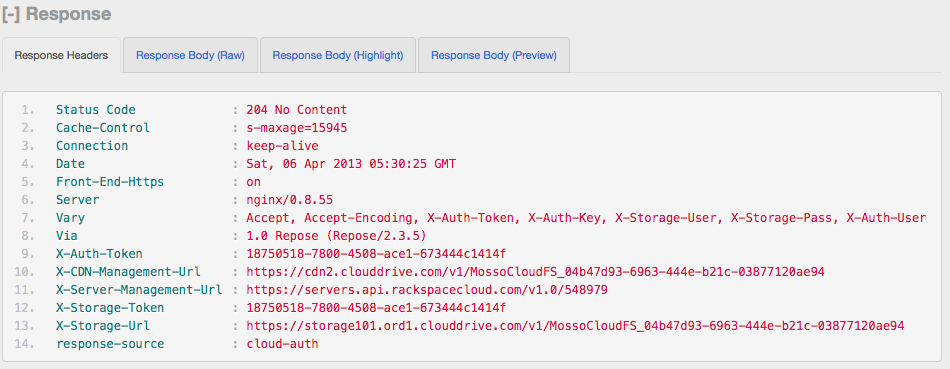 [-] Response
Response Headers Response Body (Raw) Response Body (Highlight) Response Body (Preview)
1. Status Code : 204 No Content
2. Cache-Control : s-maxage=15945
3. Connection : keep-alive
4. Date : Sat, 06 Apr 2013 05:30:25 GMT
5. Front-End-Https : on
6. Server : nginx/0.8.55
7. Vary : Accept, Accept-Encoding, X-Auth-Token, X-Auth-Key, X-Storage-User, X-Storage-Pass, X-Auth-User
8. Via : 1.0 Repose (Repose/2.3.5)
9. X-Auth-Token : 18750518-7800-4508-ace1-673444c1414f
10. X-CDN-Management-Url : https://cdn2.clouddrive.com/v1/MossoCloudFS_04b47d93-6963-444e-b21c-03877120ae94
11. X-Server-Management-Url : https://servers.api.rackspacecloud.com/v1.0/548979
12. X-Storage-Token : 18750518-7800-4508-ace1-673444c1414f
13. X-Storage-Url : https://storage101.ord1.clouddrive.com/v1/MossoCloudFS_04b47d93-6963-444e-b21c-03877120ae94
14. response-source : cloud-auth